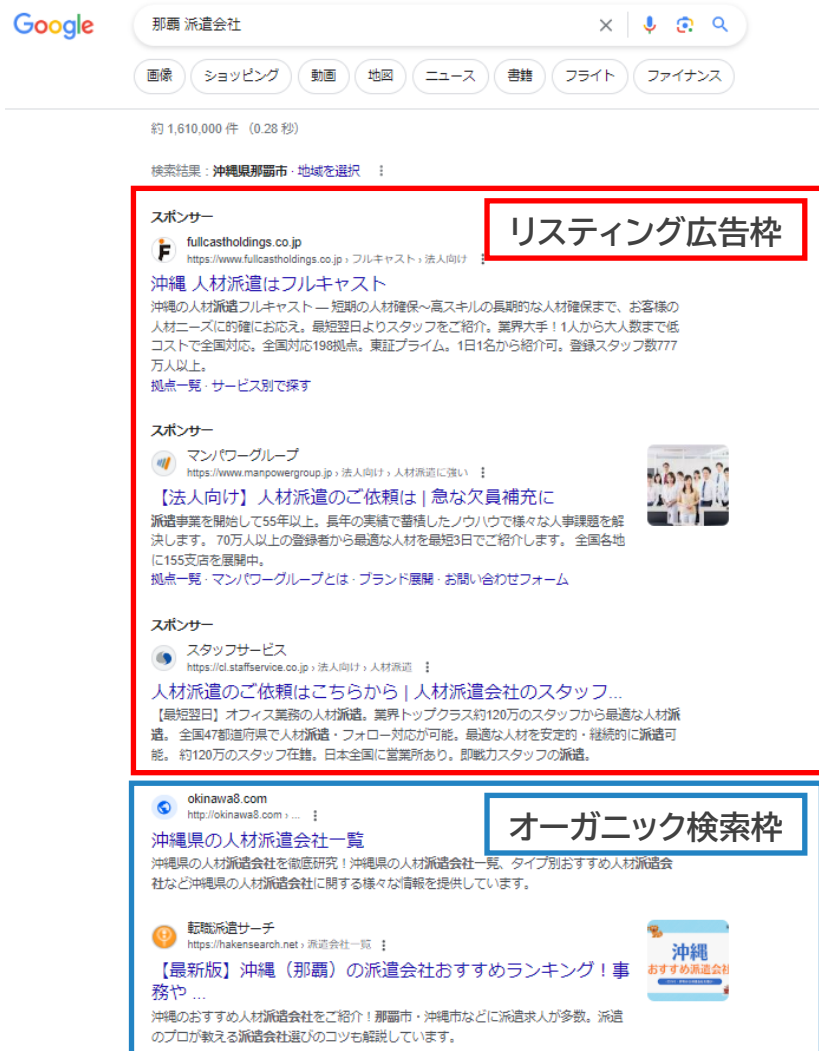 Google
那覇 派遣会社
画像
ショッピング
動画
地図
ニュース
書籍
フライト
ファイナンス
約 1,610,000 件 （0.28 秒）
検索結果：沖縄県那覇市 · 地域を選択
リスティング広告枠
スポンサー
fullcastholdings.co.jp
https://www.fullcastholdings.co.jp › フルキャスト › 法人向け
沖縄 人材派遣はフルキャスト
沖縄の人材派遣フルキャスト — 短期の人材確保～高スキルの長期的な人材確保まで、お客様の
人材ニーズに的確にお応え。最短翌日よりスタッフをご紹介。業界大手！1人から大人数まで低
コストで全国対応。全国対応198拠点。東証プライム。1日1名から紹介可。登録スタッフ数777
万人以上。
拠点一覧 · サービス別で探す
スポンサー
マンパワーグループ
https://www.manpowergroup.jp › 法人向け › 人材派遣に強い
【法人向け】人材派遣のご依頼は | 急な欠員補充に
派遣事業を開始して55年以上。長年の実績で蓄積したノウハウで様々な人事課題を解
決します。 70万人以上の登録者から最適な人材を最短3日でご紹介します。 全国各地
に155支店を展開中。
拠点一覧 · マンパワーグループとは · ブランド展開 · お問い合わせフォーム
スポンサー
スタッフサービス
https://cl.staffservice.co.jp › 法人向け › 人材派遣
人材派遣のご依頼はこちらから | 人材派遣会社のスタッフ...
【最短翌日】オフィス業務の人材派遣。業界トップクラス約120万のスタッフから最適な人材派
遣。 全国47都道府県で人材派遣・フォロー対応が可能。最適な人材を安定的・継続的に派遣可
能。 約120万のスタッフ在籍。日本全国に営業所あり。即戦力スタッフの派遣。
オーガニック検索枠
okinawa8.com
http://okinawa8.com › ...
沖縄県の人材派遣会社一覧
沖縄県の人材派遣会社を徹底研究！沖縄県の人材派遣会社一覧、タイプ別おすすめ人材派遣会
社など沖縄県の人材派遣会社に関する様々な情報を提供しています。
転職派遣サーチ
https://hakensearch.net › 派遣会社一覧
【最新版】沖縄（那覇）の派遣会社おすすめランキング！事
務や ...
沖縄
おすすめ派遣会社
沖縄のおすすめ人材派遣会社をご紹介！那覇市・沖縄市などに派遣求人が多数。派遣
のプロが教える派遣会社選びのコツも解説しています。